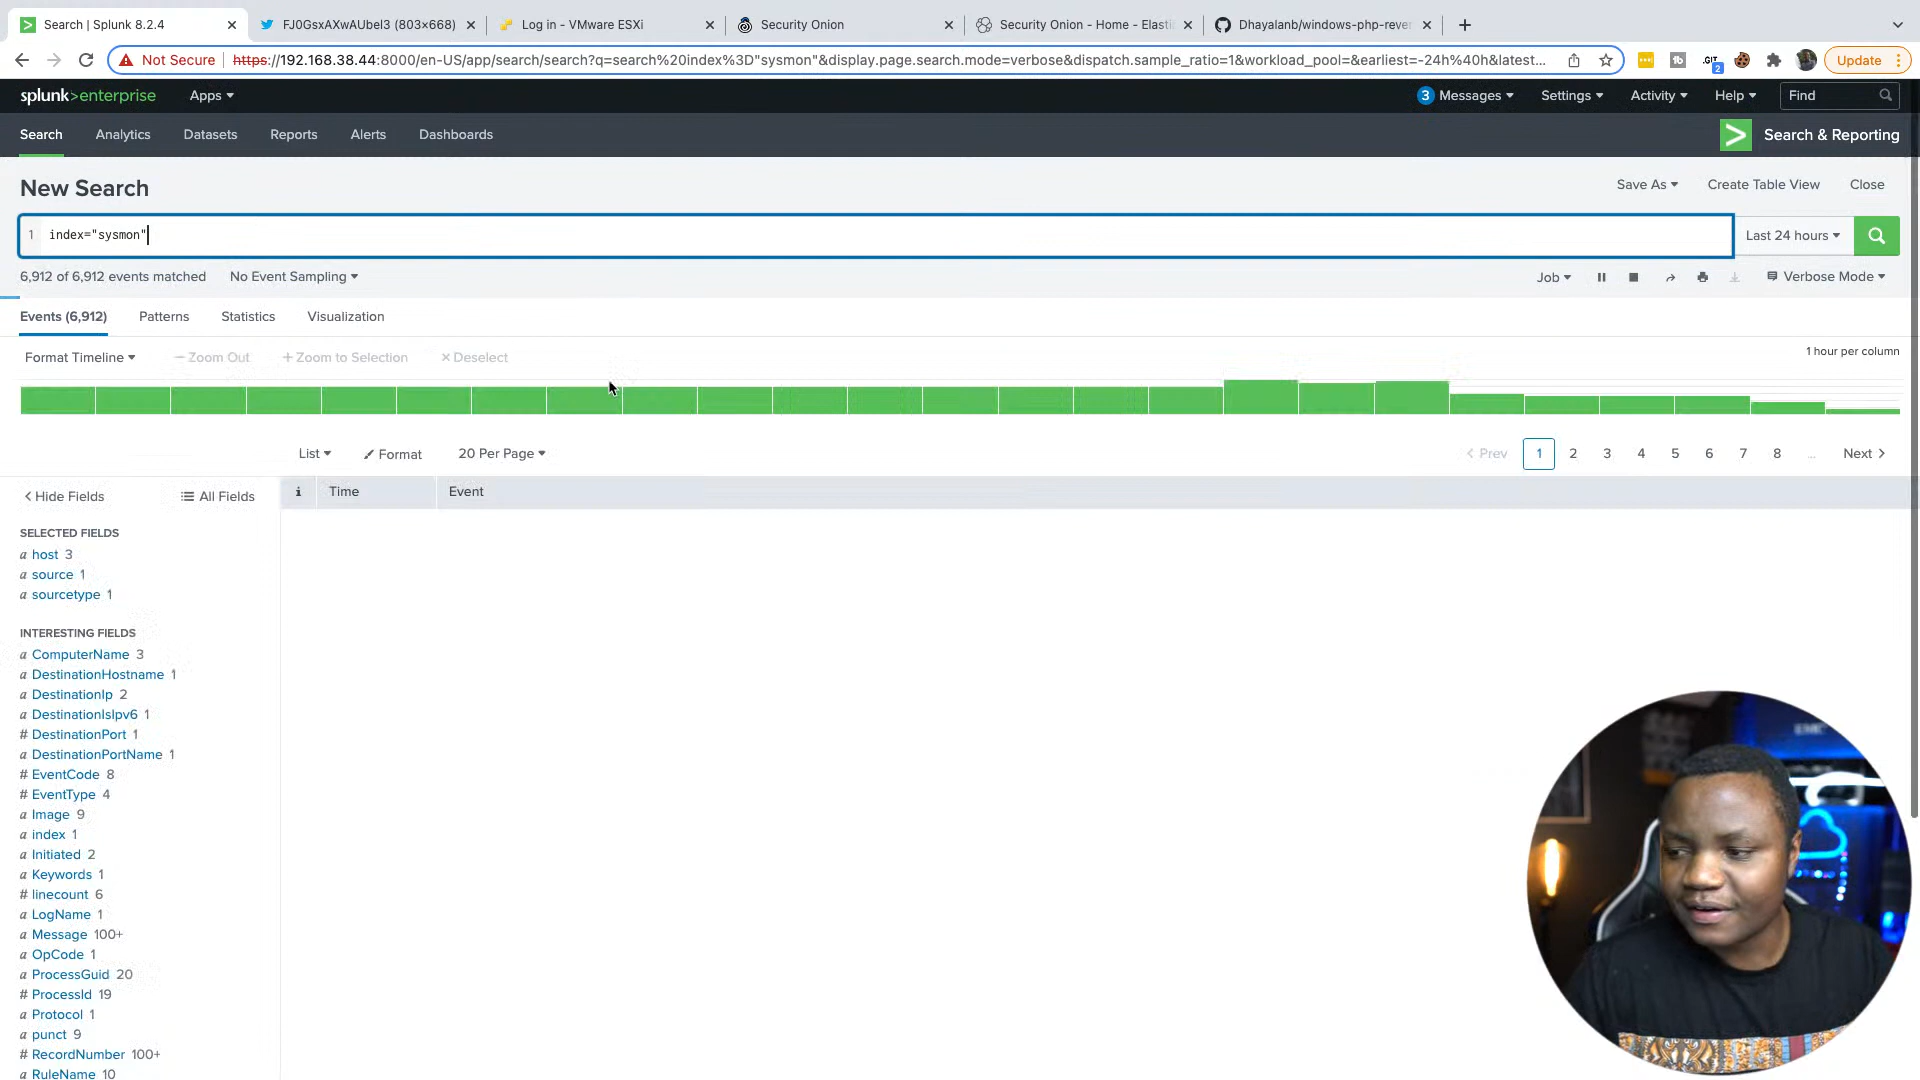 Search | Splunk 8.2.4
FJ0GsxAXwAUbel3 (803×668)
Log in - VMware ESXi
Security Onion
Security Onion - Home - Elasti
Dhayalanb/windows-php-rever
Not Secure https://192.168.38.44:8000/en-US/app/search/search?q=search%20index%3D"sysmon"&display.page.search.mode=verbose&dispatch.sample_ratio=1&workload_pool=&earliest=-24h%40h&latest...
.GIT
2
Update
splunk>enterprise Apps
3 Messages Settings Activity Help Find
Search Analytics Datasets Reports Alerts Dashboards
Search & Reporting
New Search
Save As Create Table View Close
1 index="sysmon"
Last 24 hours
6,912 of 6,912 events matched No Event Sampling
Job Verbose Mode
Events (6,912) Patterns Statistics Visualization
Format Timeline — Zoom Out + Zoom to Selection × Deselect
1 hour per column
List Format 20 Per Page
< Prev 1 2 3 4 5 6 7 8 ... Next >
< Hide Fields All Fields
i Time Event
SELECTED FIELDS
a host 3
a source 1
a sourcetype 1
INTERESTING FIELDS
a ComputerName 3
a DestinationHostname 1
a DestinationIp 2
a DestinationIsIpv6 1
# DestinationPort 1
a DestinationPortName 1
# EventCode 8
# EventType 4
a Image 9
a index 1
a Initiated 2
a Keywords 1
# linecount 6
a LogName 1
a Message 100+
a OpCode 1
a ProcessGuid 20
# ProcessId 19
a Protocol 1
a punct 9
# RecordNumber 100+
a RuleName 10